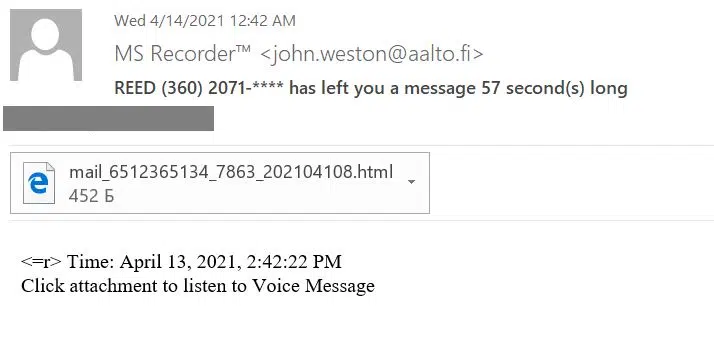 Wed 4/14/2021 12:42 AM
MS Recorder™ <john.weston@aalto.fi>
REED (360) 2071-**** has left you a message 57 second(s) long
mail_6512365134_7863_202104108.html
452 Б
<=r> Time: April 13, 2021, 2:42:22 PM
Click attachment to listen to Voice Message